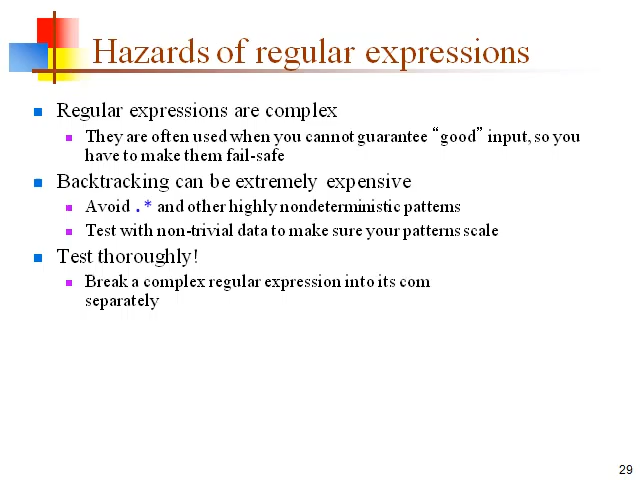 Hazards of regular expressions
Regular expressions are complex
They are often used when you cannot guarantee “good” input, so you
have to make them fail-safe
Backtracking can be extremely expensive
Avoid .* and other highly nondeterministic patterns
Test with non-trivial data to make sure your patterns scale
Test thoroughly!
Break a complex regular expression into its com
separately
29